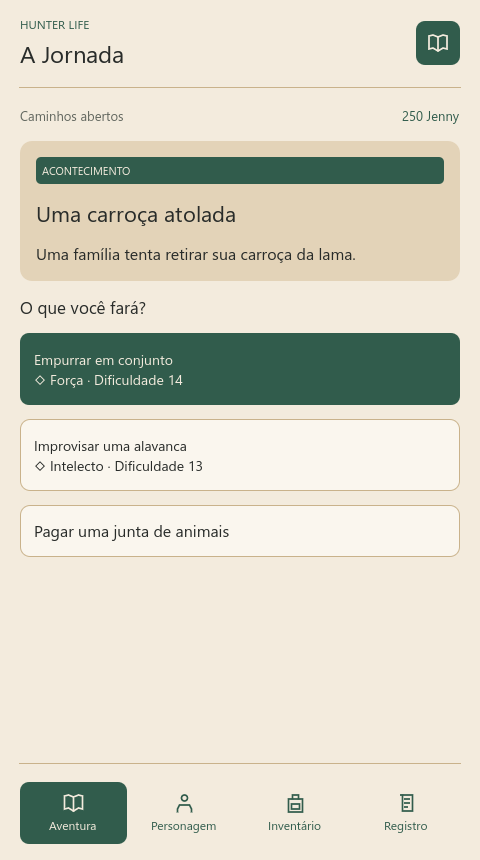 HUNTER LIFE
A Jornada
Caminhos abertos
250 Jenny
ACONTECIMENTO
Uma carroça atolada
Uma família tenta retirar sua carroça da lama.
O que você fará?
Empurrar em conjunto
◇ Força · Dificuldade 14
Improvisar uma alavanca
◇ Intelecto · Dificuldade 13
Pagar uma junta de animais
Aventura
Personagem
Inventário
Registro